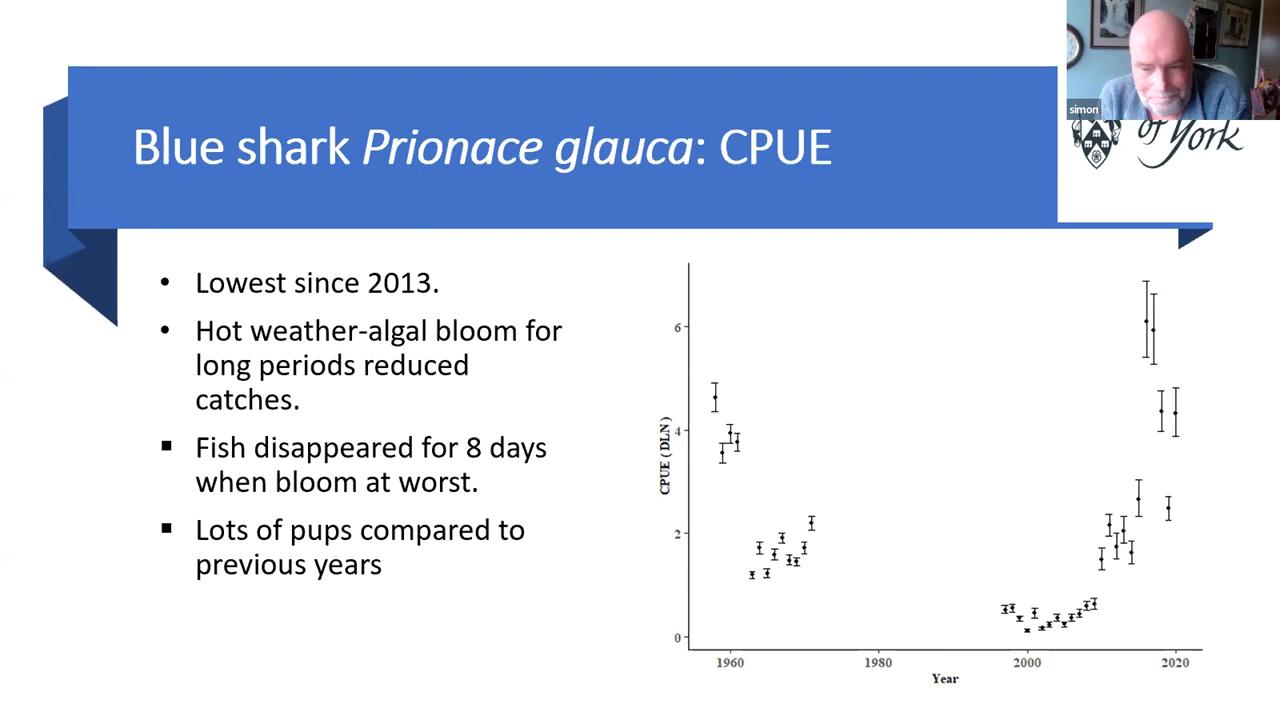 simon
of York
Blue shark Prionace glauca: CPUE
• Lowest since 2013.
• Hot weather-algal bloom for
long periods reduced
catches.
▪ Fish disappeared for 8 days
when bloom at worst.
▪ Lots of pups compared to
previous years
CPUE ( DLN )
6
4
2
0
1960
1980
2000
2020
Year